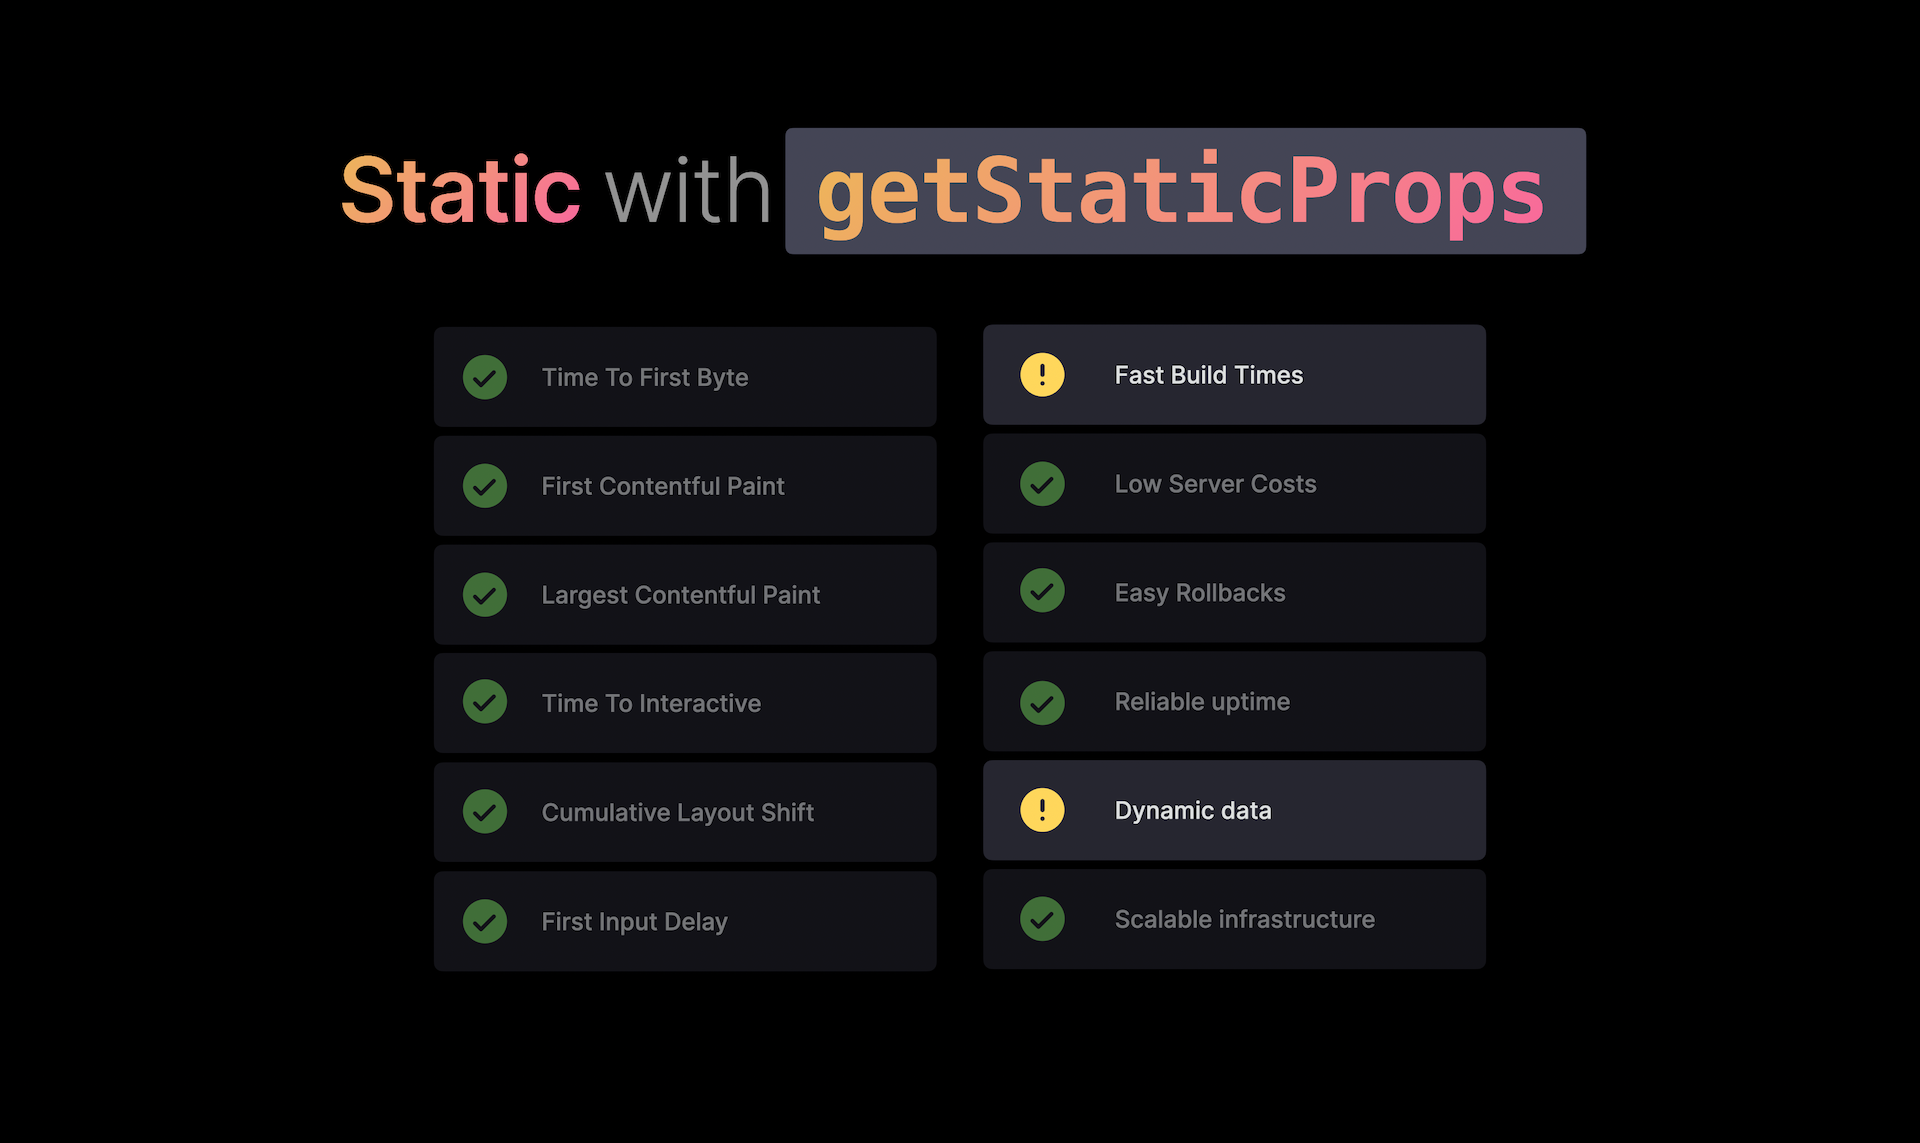 Static with getStaticProps
Time To First Byte
First Contentful Paint
Largest Contentful Paint
Time To Interactive
Cumulative Layout Shift
First Input Delay
Fast Build Times
Low Server Costs
Easy Rollbacks
Reliable uptime
Dynamic data
Scalable infrastructure